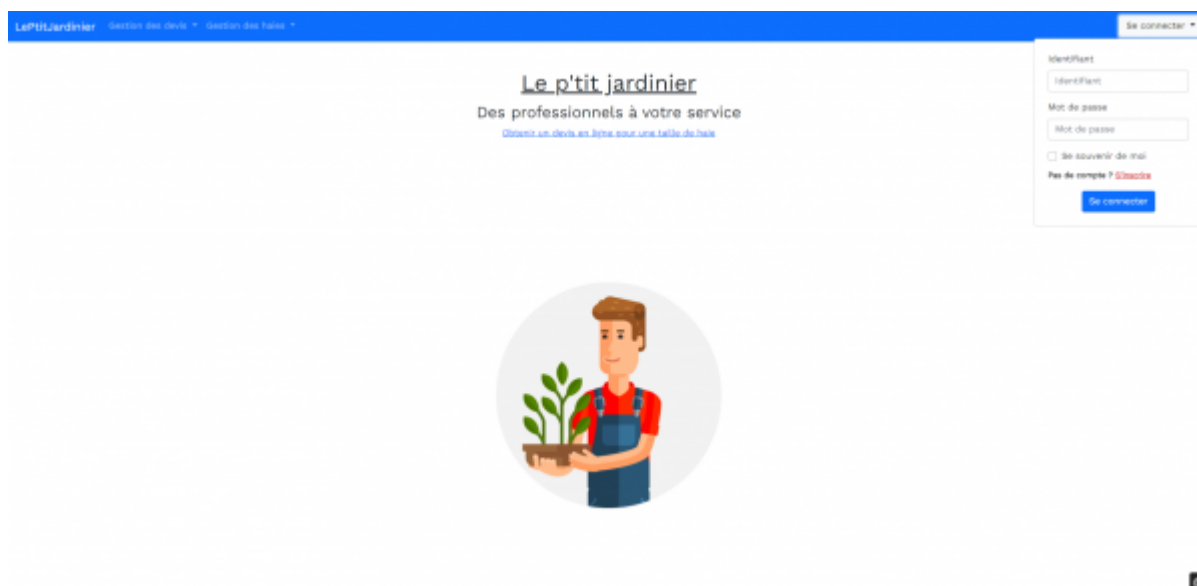 LePtitJardinier Gestion des devis Gestion des haies Se connecter
Identifiant
Identifiant
Mot de passe
Mot de passe
Se souvenir de moi
Pas de compte ? S'inscrire
Se connecter
Le p'tit jardinier
Des professionnels à votre service
Obtenir un devis en ligne pour une taille de haie